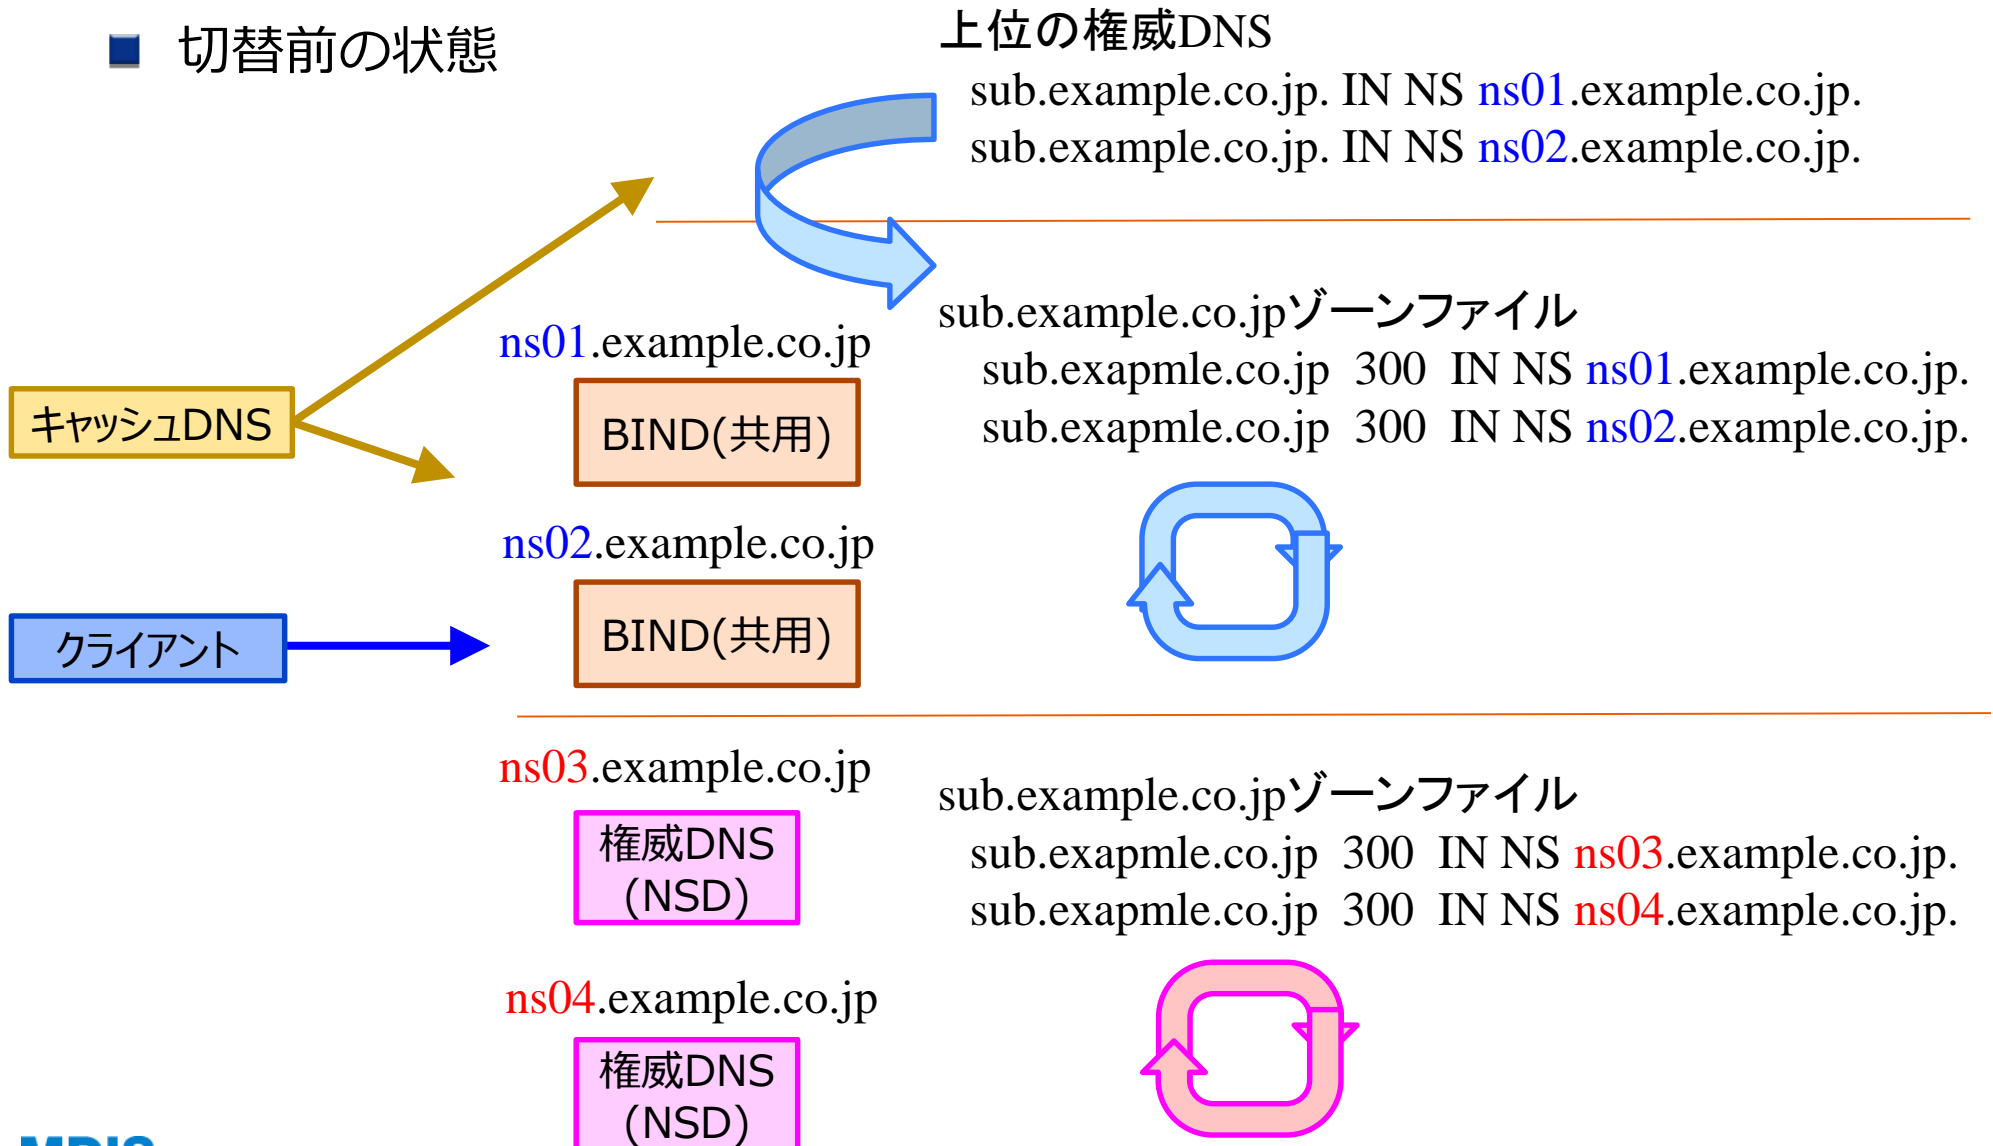 切替前の状態
上位の権威DNS
sub.example.co.jp. IN NS ns01.example.co.jp.
sub.example.co.jp. IN NS ns02.example.co.jp.
sub.example.co.jpゾーンファイル
sub.exapmle.co.jp 300 IN NS ns01.example.co.jp.
sub.exapmle.co.jp 300 IN NS ns02.example.co.jp.
ns01.example.co.jp
BIND(共用)
キャッシュDNS
ns02.example.co.jp
BIND(共用)
クライアント
ns03.example.co.jp
権威DNS
(NSD)
sub.example.co.jpゾーンファイル
sub.exapmle.co.jp 300 IN NS ns03.example.co.jp.
sub.exapmle.co.jp 300 IN NS ns04.example.co.jp.
ns04.example.co.jp
権威DNS
(NSD)